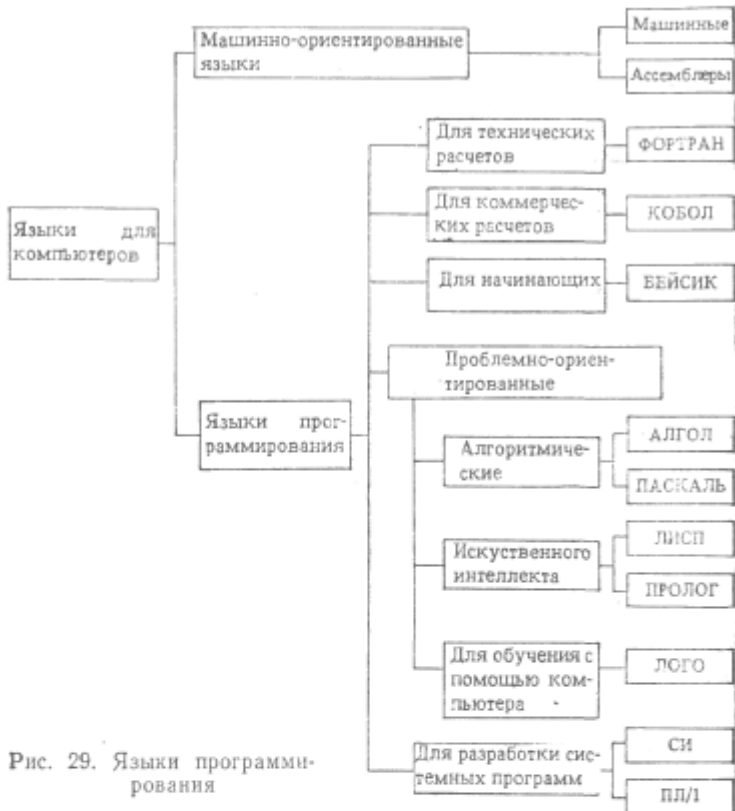 Машинно-ориентированные
языки
Машинные
Ассемблеры
Языки для
компьютеров
Для технических
расчетов
ФОРТРАН
Для коммерчес-
ких расчетов
КОБОЛ
Для начинающих
БЕЙСИК
Проблемно-ориен-
тированные
Языки прог-
раммирования
Алгоритмиче-
ские
АЛГОЛ
ПАСКАЛЬ
Искуственного
интеллекта
ЛИСП
ПРОЛОГ
Для обучения с
помощью ком-
пьютера
ЛОГО
Для разработки сис-
темных программ
СИ
ПЛ/1
Рис. 29. Языки программи-
рования